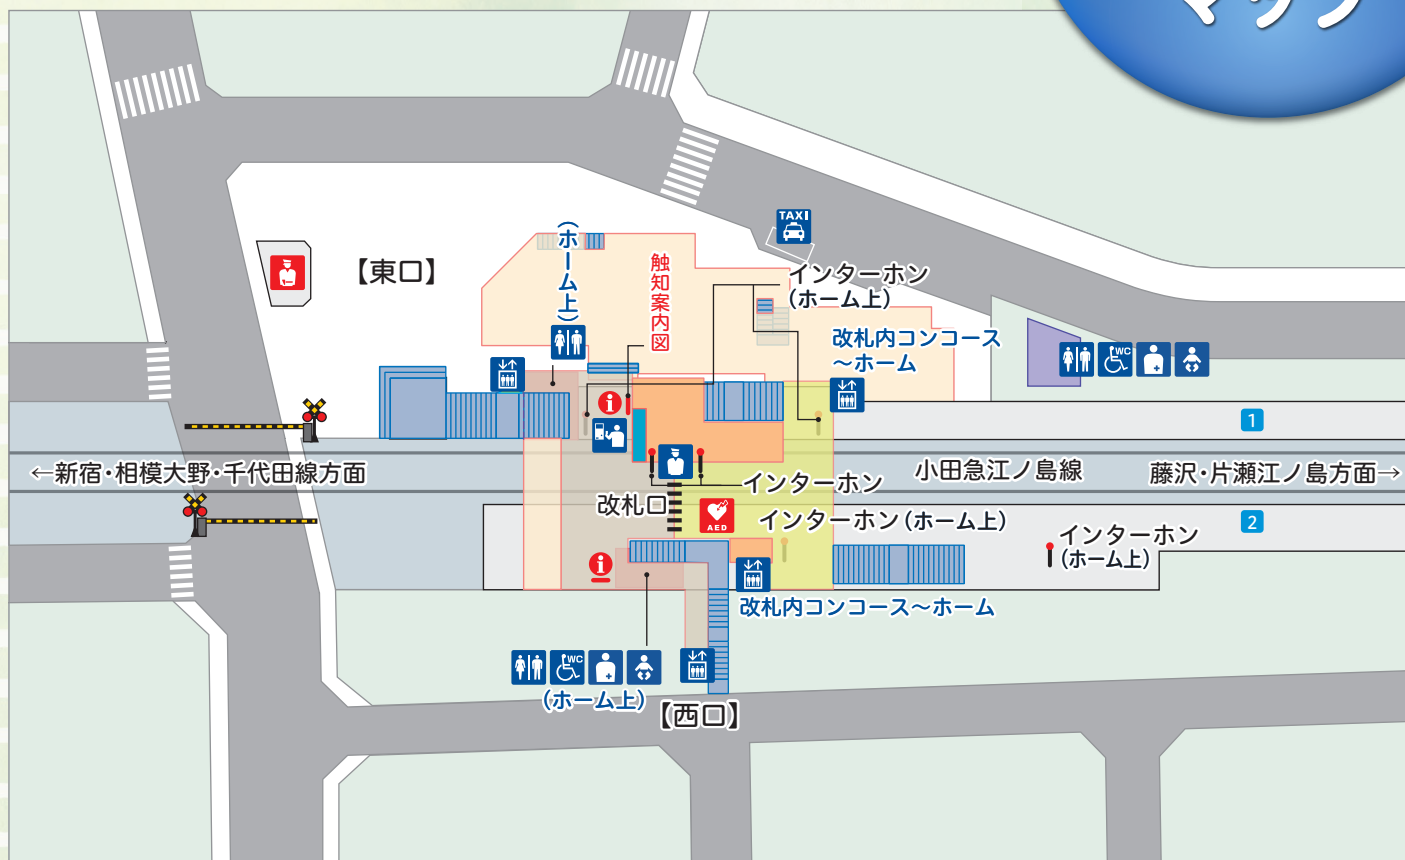 マップ
TAXI
(ホーム上)
【東口】
触知案内図
インターホン
(ホーム上)
改札内コンコース
～ホーム
WC
1
←新宿・相模大野・千代田線方面
小田急江ノ島線
藤沢・片瀬江ノ島方面→
インターホン
改札口
AED
インターホン(ホーム上)
2
インターホン
(ホーム上)
改札内コンコース～ホーム
WC
(ホーム上)
【西口】